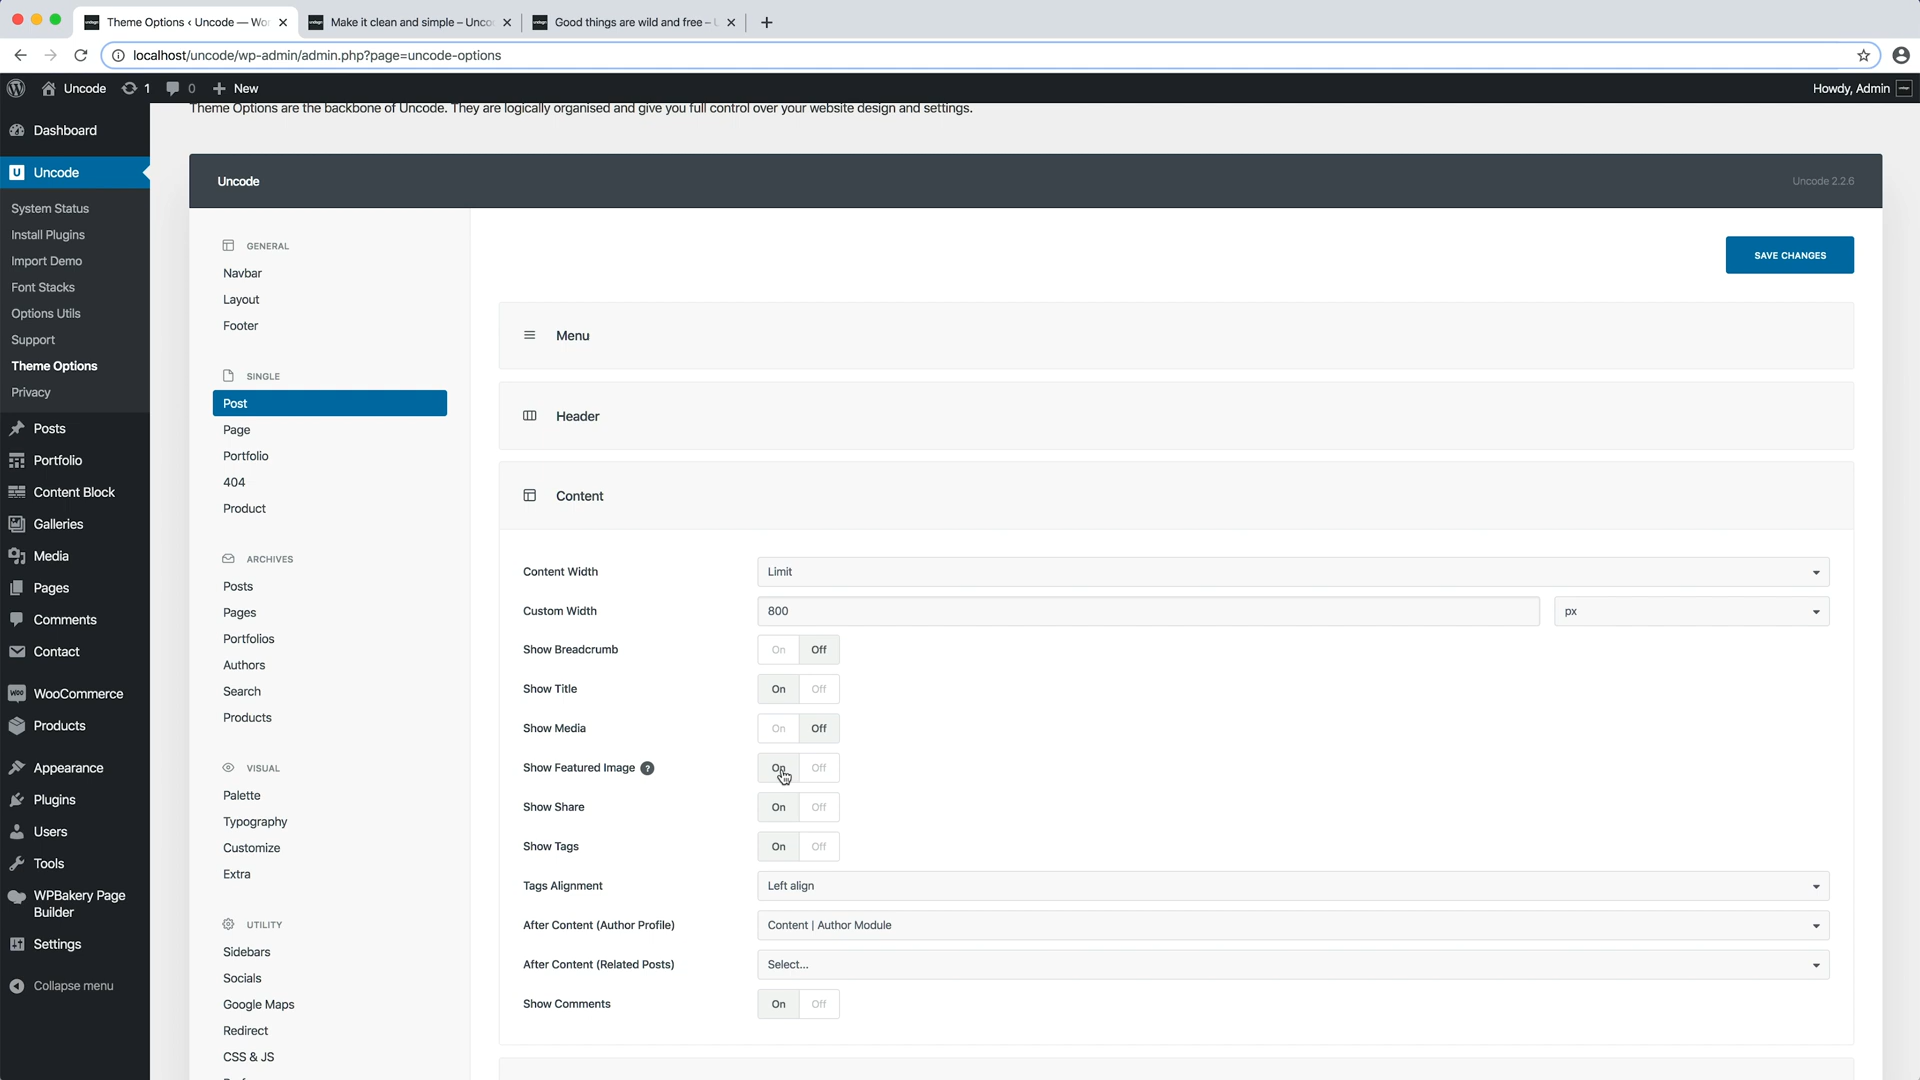 Theme Options ‹ Uncode — Wo
Make it clean and simple – Unco
Good things are wild and free –
localhost/uncode/wp-admin/admin.php?page=uncode-options
Uncode
1
0
New
Howdy, Admin
Theme Options are the backbone of Uncode. They are logically organised and give you full control over your website design and settings.
Dashboard
Uncode
System Status
Install Plugins
Import Demo
Font Stacks
Options Utils
Support
Theme Options
Privacy
Posts
Portfolio
Content Block
Galleries
Media
Pages
Comments
Contact
WooCommerce
Products
Appearance
Plugins
Users
Tools
WPBakery Page
Builder
Settings
Collapse menu
Uncode
Uncode 2.2.6
GENERAL
Navbar
Layout
Footer
SINGLE
Post
Page
Portfolio
404
Product
ARCHIVES
Posts
Pages
Portfolios
Authors
Search
Products
VISUAL
Palette
Typography
Customize
Extra
UTILITY
Sidebars
Socials
Google Maps
Redirect
CSS & JS
SAVE CHANGES
Menu
Header
Content
Content Width Limit
Custom Width 800 px
Show Breadcrumb On Off
Show Title On Off
Show Media On Off
Show Featured Image ? On Off
Show Share On Off
Show Tags On Off
Tags Alignment Left align
After Content (Author Profile) Content | Author Module
After Content (Related Posts) Select...
Show Comments On Off